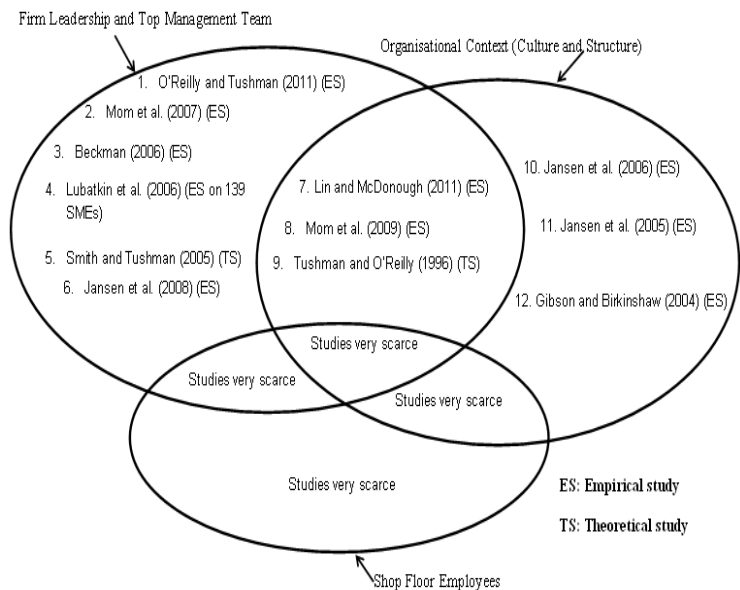 Firm Leadership and Top Management Team
Organisational Context (Culture and Structure)
1. O'Reilly and Tushman (2011) (ES)
2. Mom et al. (2007) (ES)
3. Beckman (2006) (ES)
4. Lubatkin et al. (2006) (ES on 139
SMEs)
5. Smith and Tushman (2005) (TS)
6. Jansen et al. (2008) (ES)
7. Lin and McDonough (2011) (ES)
8. Mom et al. (2009) (ES)
9. Tushman and O'Reilly (1996) (TS)
10. Jansen et al. (2006) (ES)
11. Jansen et al. (2005) (ES)
12. Gibson and Birkinshaw (2004) (ES)
Studies very scarce
Studies very scarce
Studies very scarce
Studies very scarce
ES: Empirical study
TS: Theoretical study
Shop Floor Employees